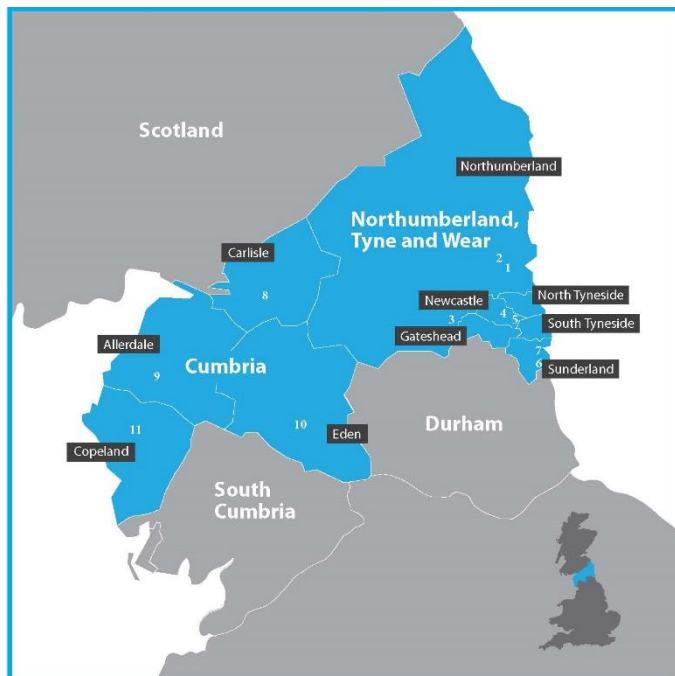 Scotland
Northumberland
Northumberland,
Tyne and Wear
Carlisle
2
1
8
Newcastle
North Tyneside
3
4
5
South Tyneside
Gateshead
Allerdale
7
Cumbria
6
Sunderland
9
10
Durham
11
Eden
Copeland
South
Cumbria